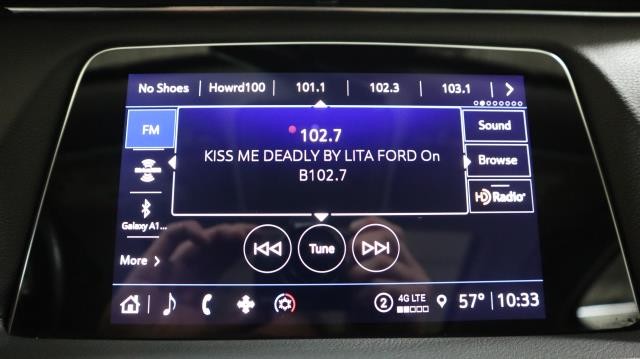 No Shoes | Howrd100 | 101.1 | 102.3 | 103.1
FM
102.7
KISS ME DEADLY BY LITA FORD On
B102.7
Sound
Browse
HD Radio
Galaxy A1...
More
Tune
2 4G LTE 57° 10:33